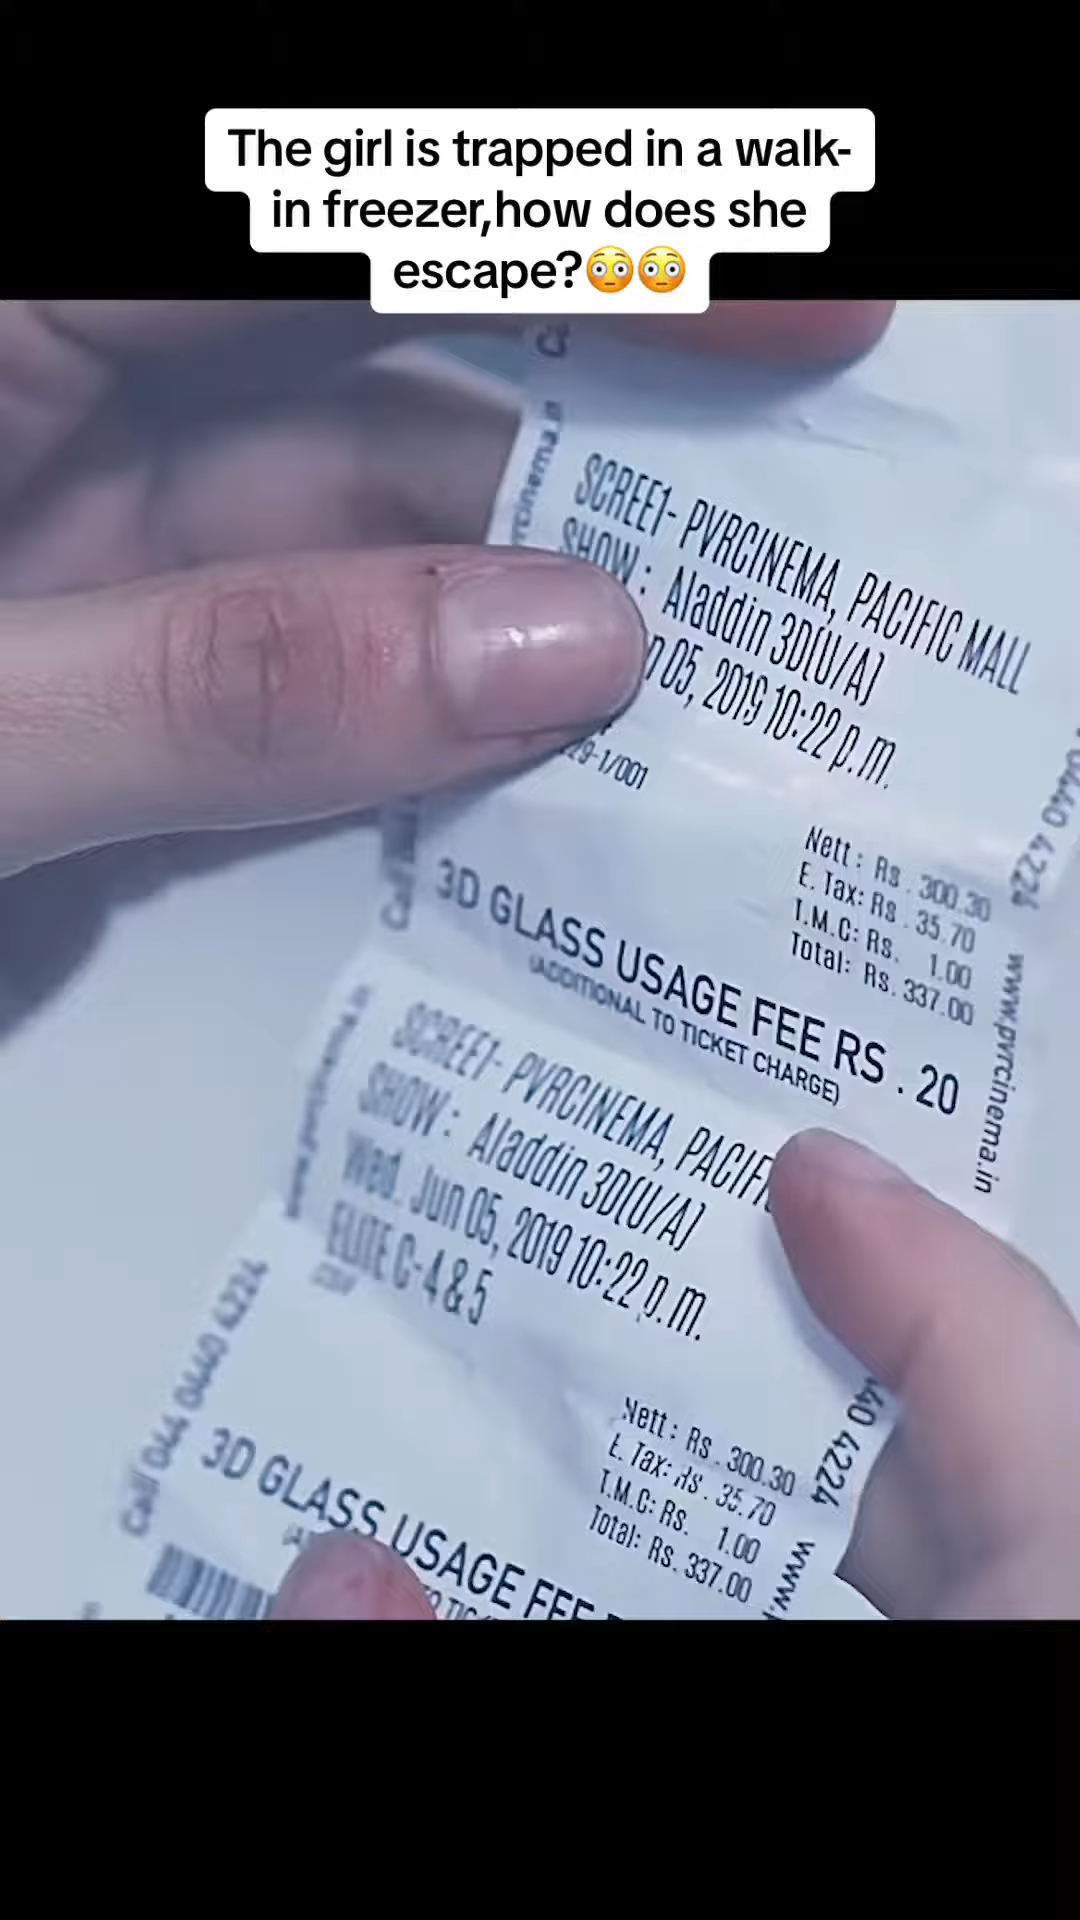 The girl is trapped in a walk-
in freezer,how does she
escape?😳😳
SCREE1- PVRCINEMA, PACIFIC MALL
SHOW : Aladdin 3D(U/A)
05, 2019 10:22 p.m.
29-1/001
Nett : Rs . 300.30
E. Tax: Rs . 35.70
T.M.C: Rs. 1.00
Total: Rs. 337.00
3D GLASS USAGE FEE RS . 20
(ADDITIONAL TO TICKET CHARGE)
www.pvrcinema.in
SCREE1- PVRCINEMA,
SHOW : Aladdin 3D(U/A)
Wed. Jun 05, 2019 10:22 p.m.
ELITE C-4 & 5
Nett : Rs . 300.30
E. Tax: Rs . 35.70
T.M.C: Rs. 1.00
Total: Rs. 337.00
Call 044 0440 4224
3D GLASS USAGE FEE